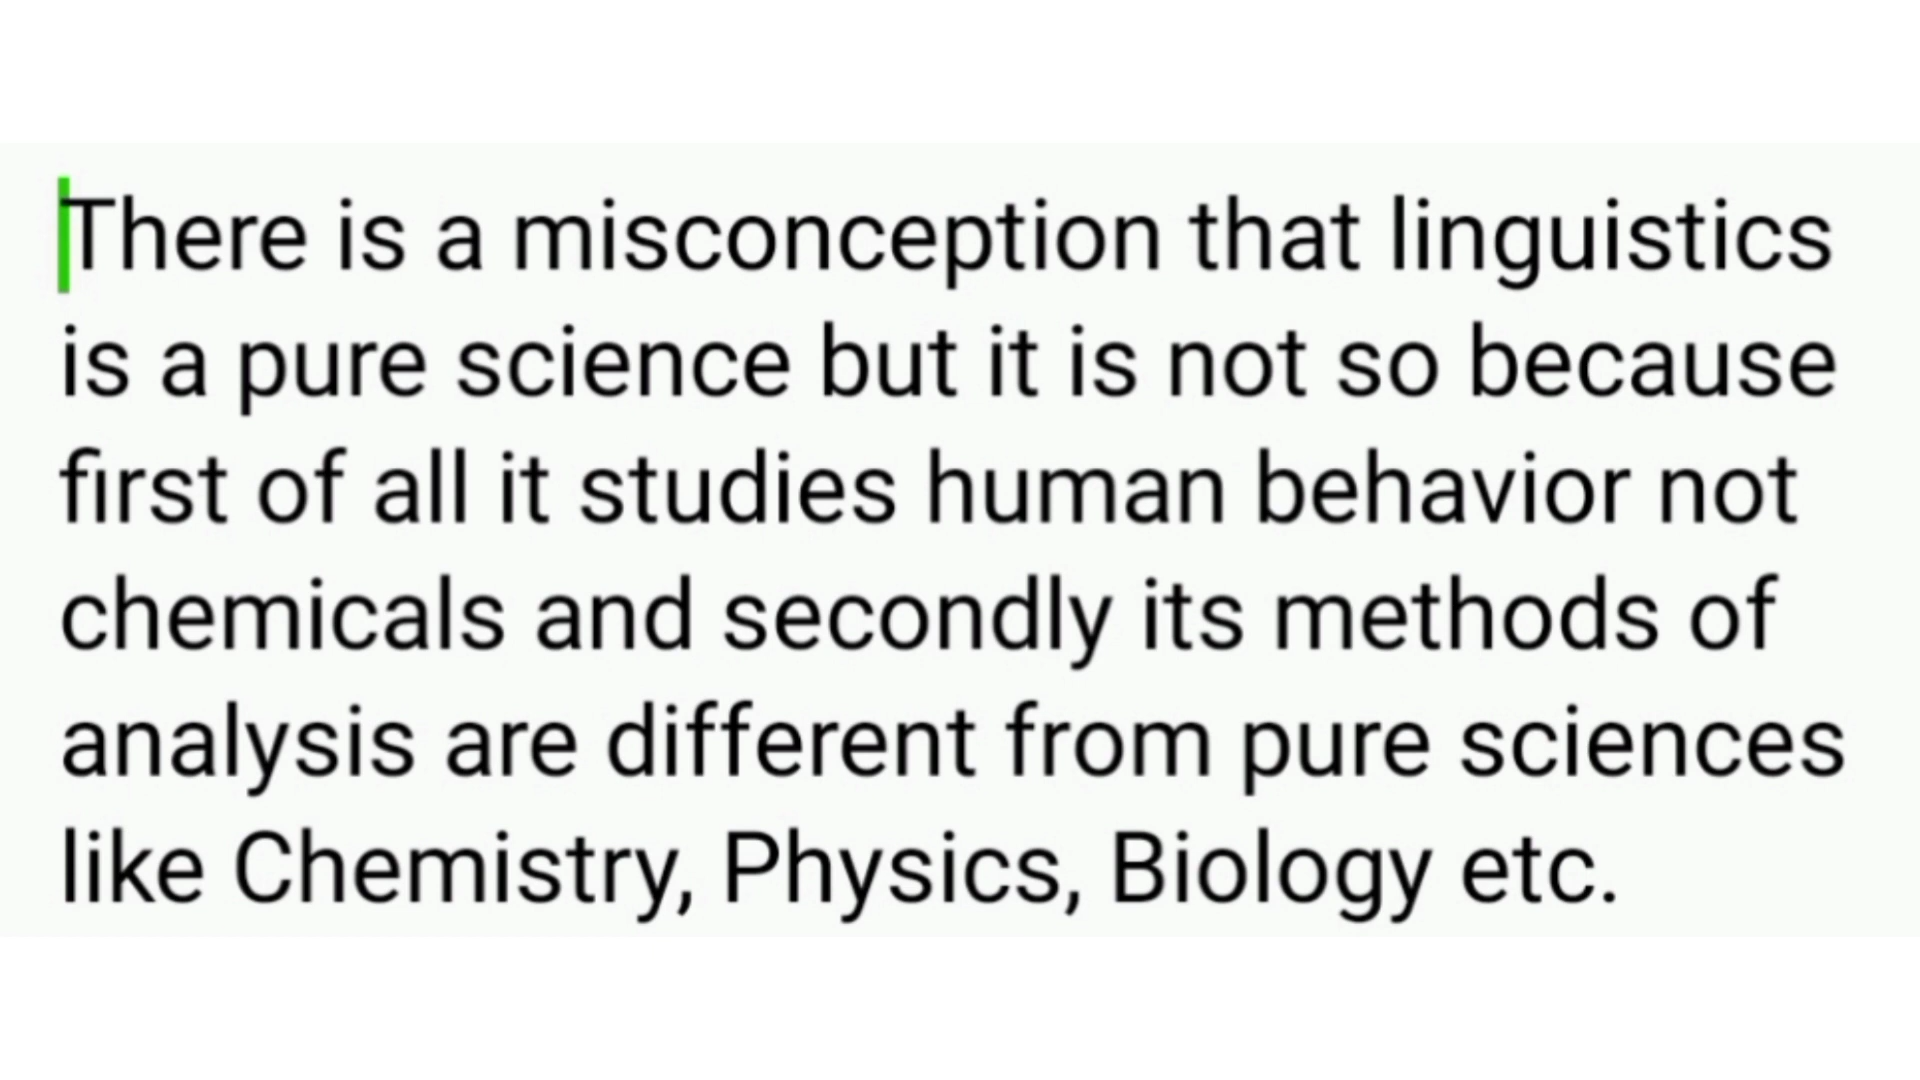 There is a misconception that linguistics
is a pure science but it is not so because
first of all it studies human behavior not
chemicals and secondly its methods of
analysis are different from pure sciences
like Chemistry, Physics, Biology etc.